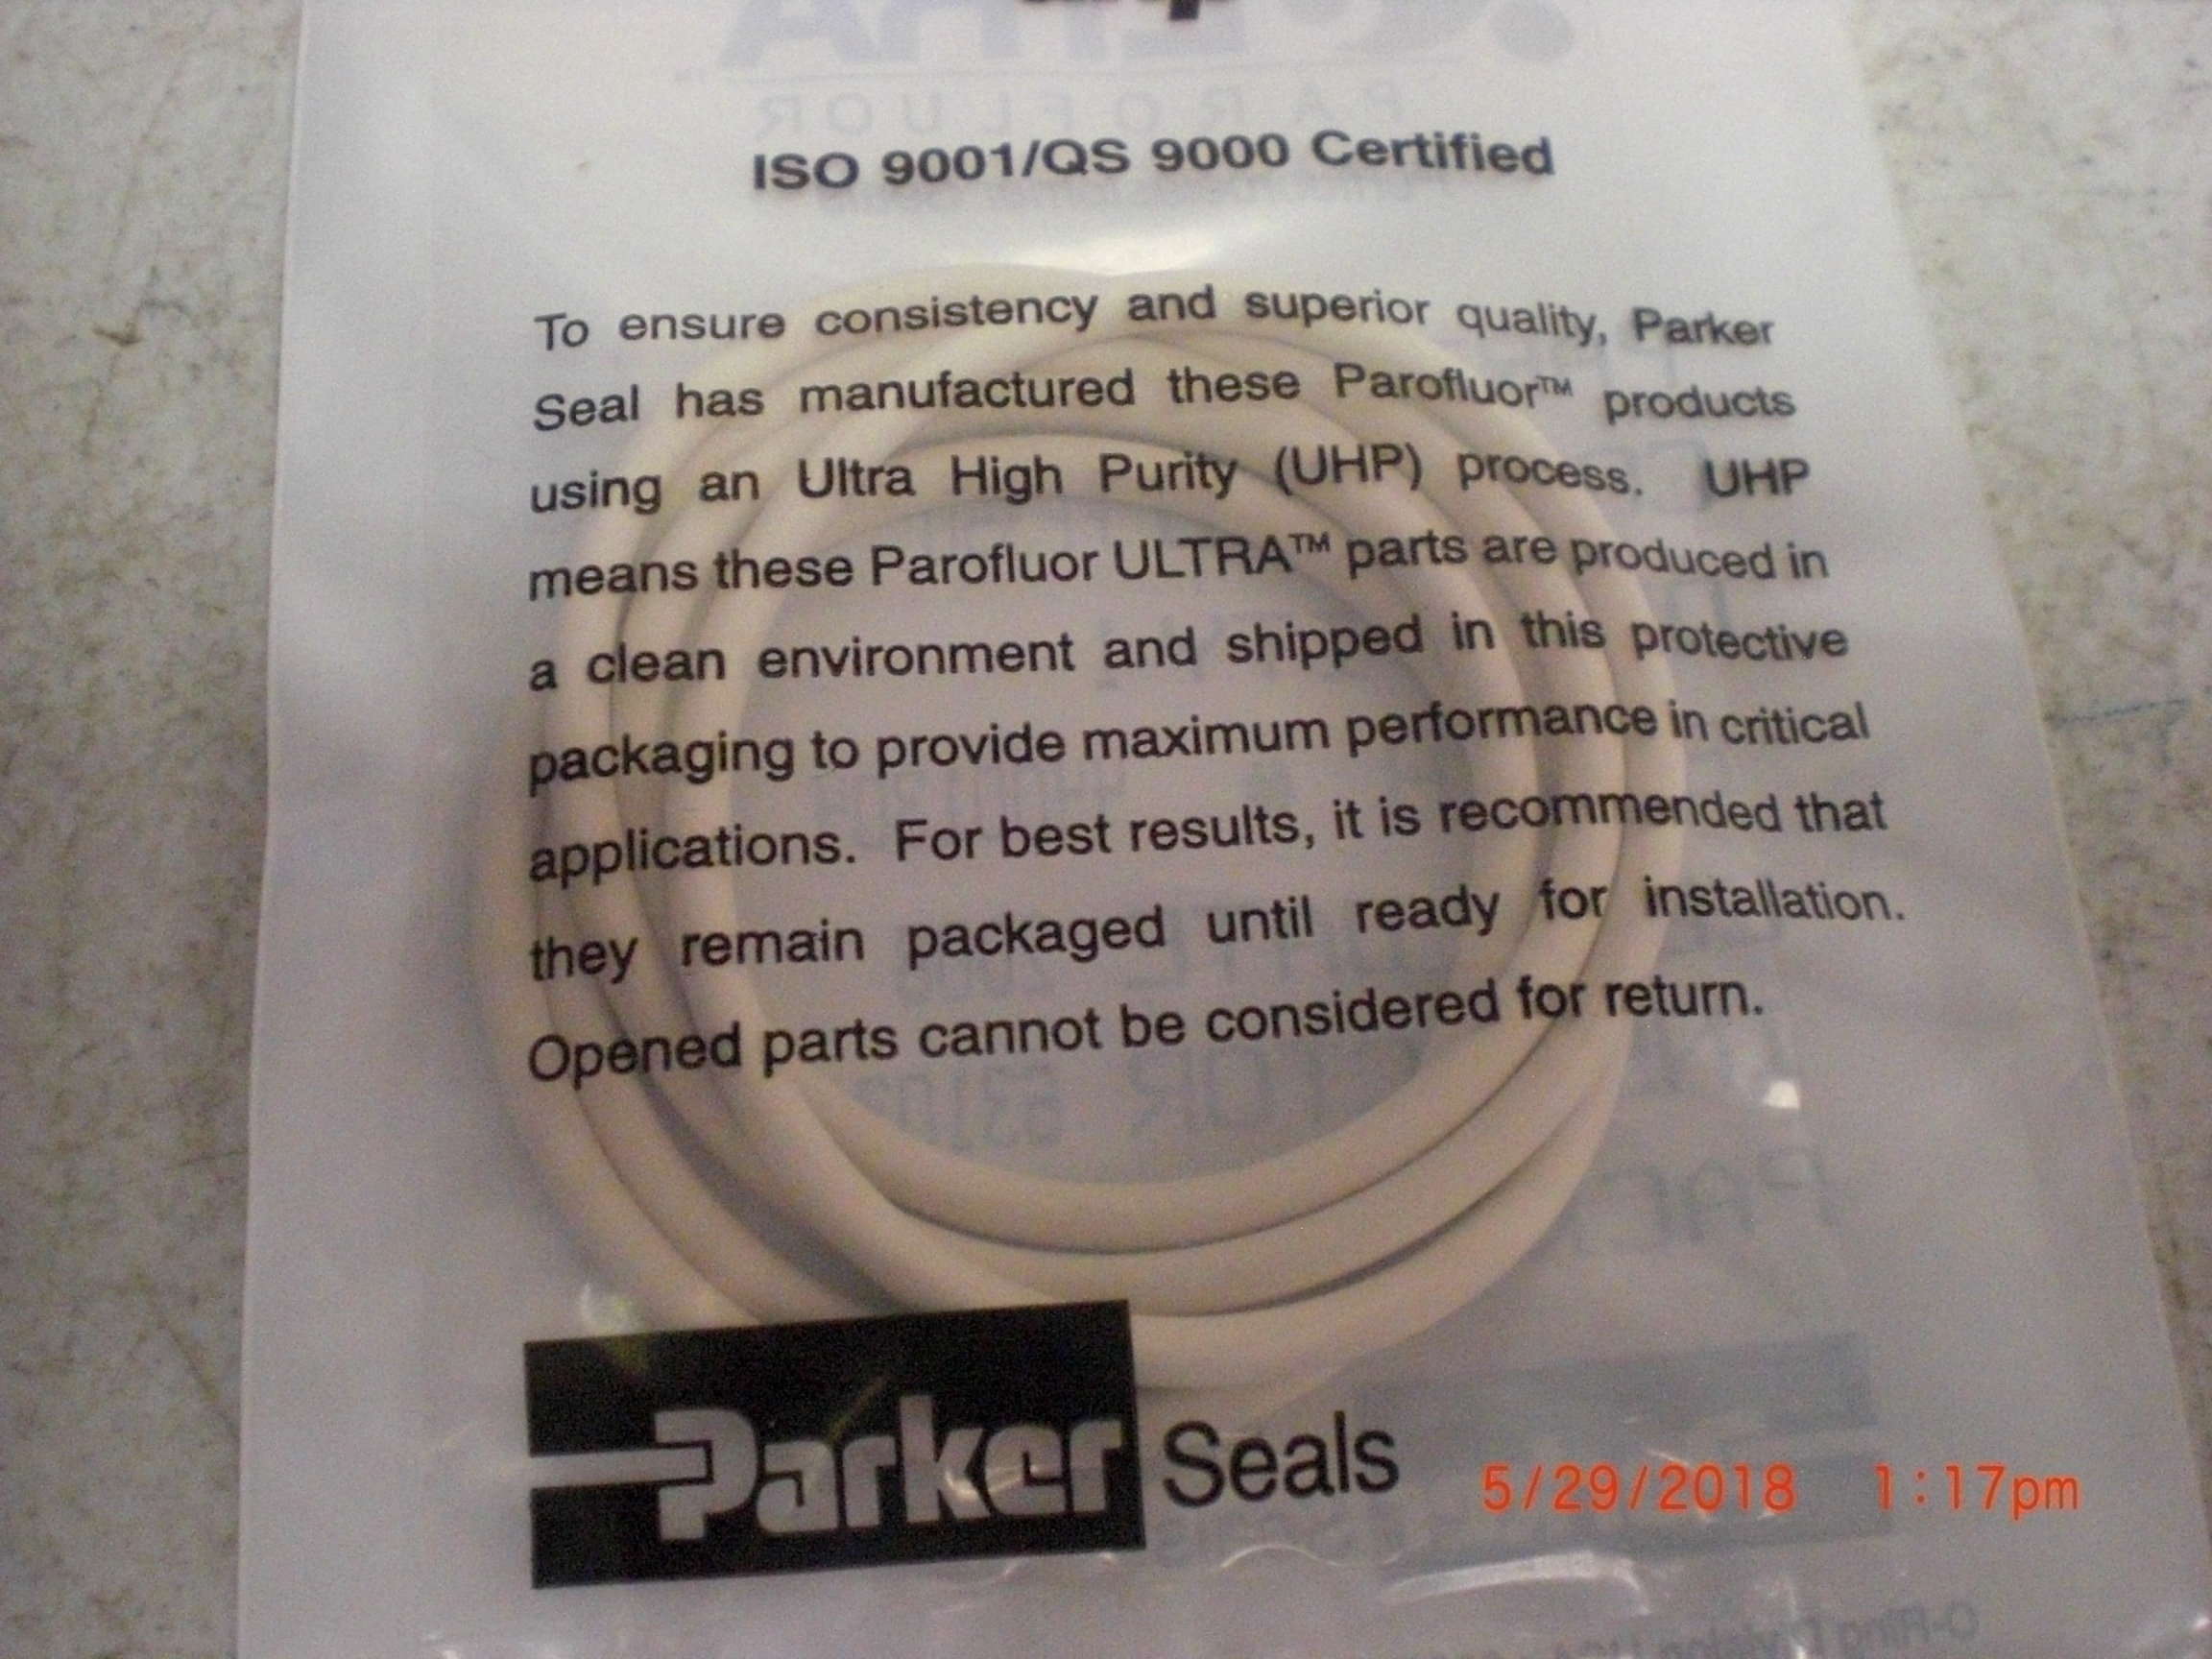 ISO 9001/QS 9000 Certified
To ensure consistency and superior quality, Parker
Seal has manufactured these Parofluor™ products
using an Ultra High Purity (UHP) process. UHP
means these Parofluor ULTRA™ parts are produced in
a clean environment and shipped in this protective
packaging to provide maximum performance in critical
applications. For best results, it is recommended that
they remain packaged until ready for installation.
Opened parts cannot be considered for return.
Parker Seals
5/29/2018 1:17pm